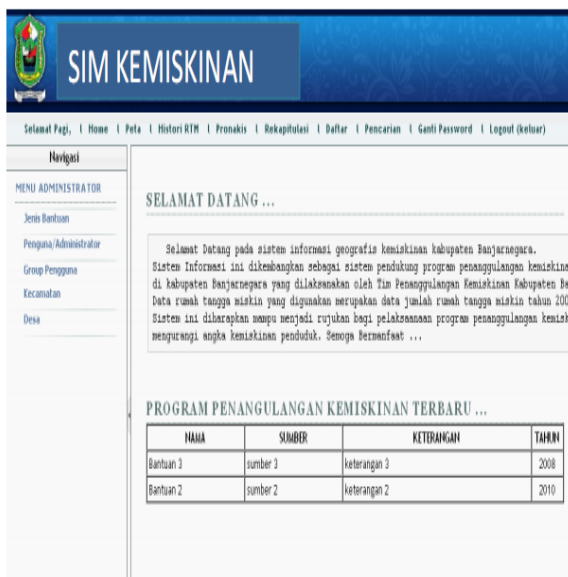 SIM KEMISKINAN
Selamat Pagi, | Home | Peta | Histori RTM | Pronakis | Rekapitulasi | Daftar | Pencarian | Ganti Password | Logout (keluar)
Navigasi
MENU ADMINISTRATOR
Jenis Bantuan
Penguna/Administrator
Group Pengguna
Kecamatan
Desa
SELAMAT DATANG ...
Selamat Datang pada sistem informasi geografis kemiskinan kabupaten Banjarnegara.
Sistem Informasi ini dikembangkan sebagai sistem pendukung program penanggulangan kemiskina
di kabupaten Banjarnegara yang dilaksanakan oleh Tim Penanggulangan Kemiskinan Kabupaten Ba
Data rumah tangga miskin yang digunakan merupakan data jumlah rumah tangga miskin tahun 200
Sistem ini diharapkan mampu menjadi rujukan bagi pelaksanaan program penanggulangan kemisk
mengurangi angka kemiskinan penduduk. Semoga Bermanfaat ...
PROGRAM PENANGULANGAN KEMISKINAN TERBARU ...
NAMA SUMBER KETERANGAN TAHUN
Bantuan 3 sumber 3 keterangan 3 2008
Bantuan 2 sumber 2 keterangan 2 2010